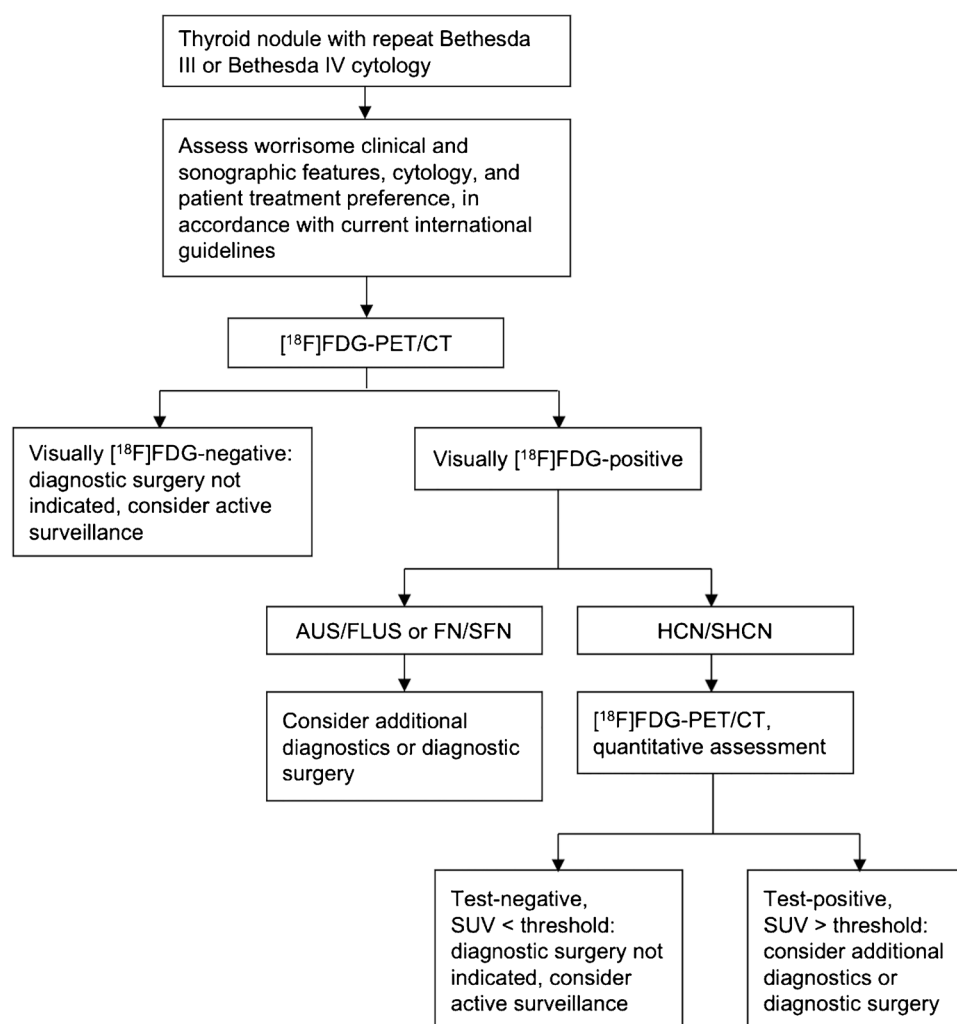 Thyroid nodule with repeat Bethesda
III or Bethesda IV cytology
Assess worrisome clinical and
sonographic features, cytology, and
patient treatment preference, in
accordance with current international
guidelines
[¹⁸F]FDG-PET/CT
Visually [¹⁸F]FDG-negative:
diagnostic surgery not
indicated, consider active
surveillance
Visually [¹⁸F]FDG-positive
AUS/FLUS or FN/SFN
HCN/SHCN
Consider additional
diagnostics or diagnostic
surgery
[¹⁸F]FDG-PET/CT,
quantitative assessment
Test-negative,
SUV < threshold:
diagnostic surgery not
indicated, consider
active surveillance
Test-positive,
SUV > threshold:
consider additional
diagnostics or
diagnostic surgery